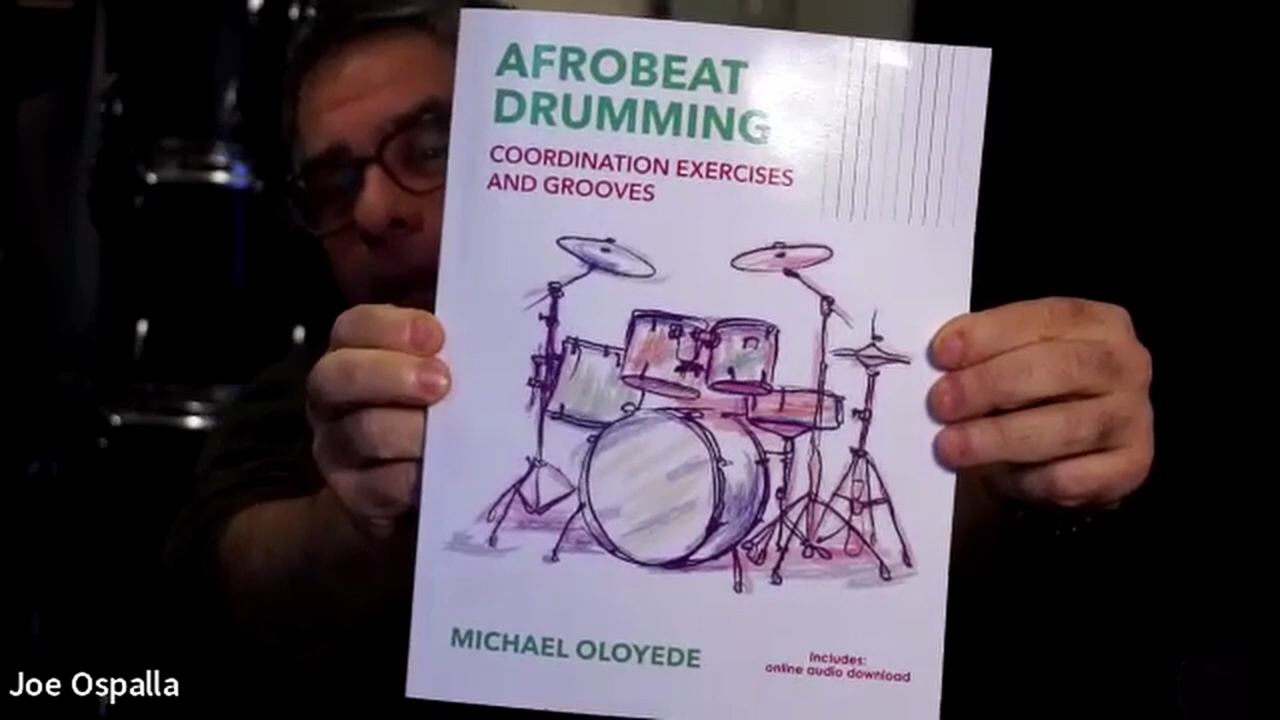 AFROBEAT
DRUMMING
COORDINATION EXERCISES
AND GROOVES
MICHAEL OLOYEDE
Includes:
online audio download
Joe Ospalla